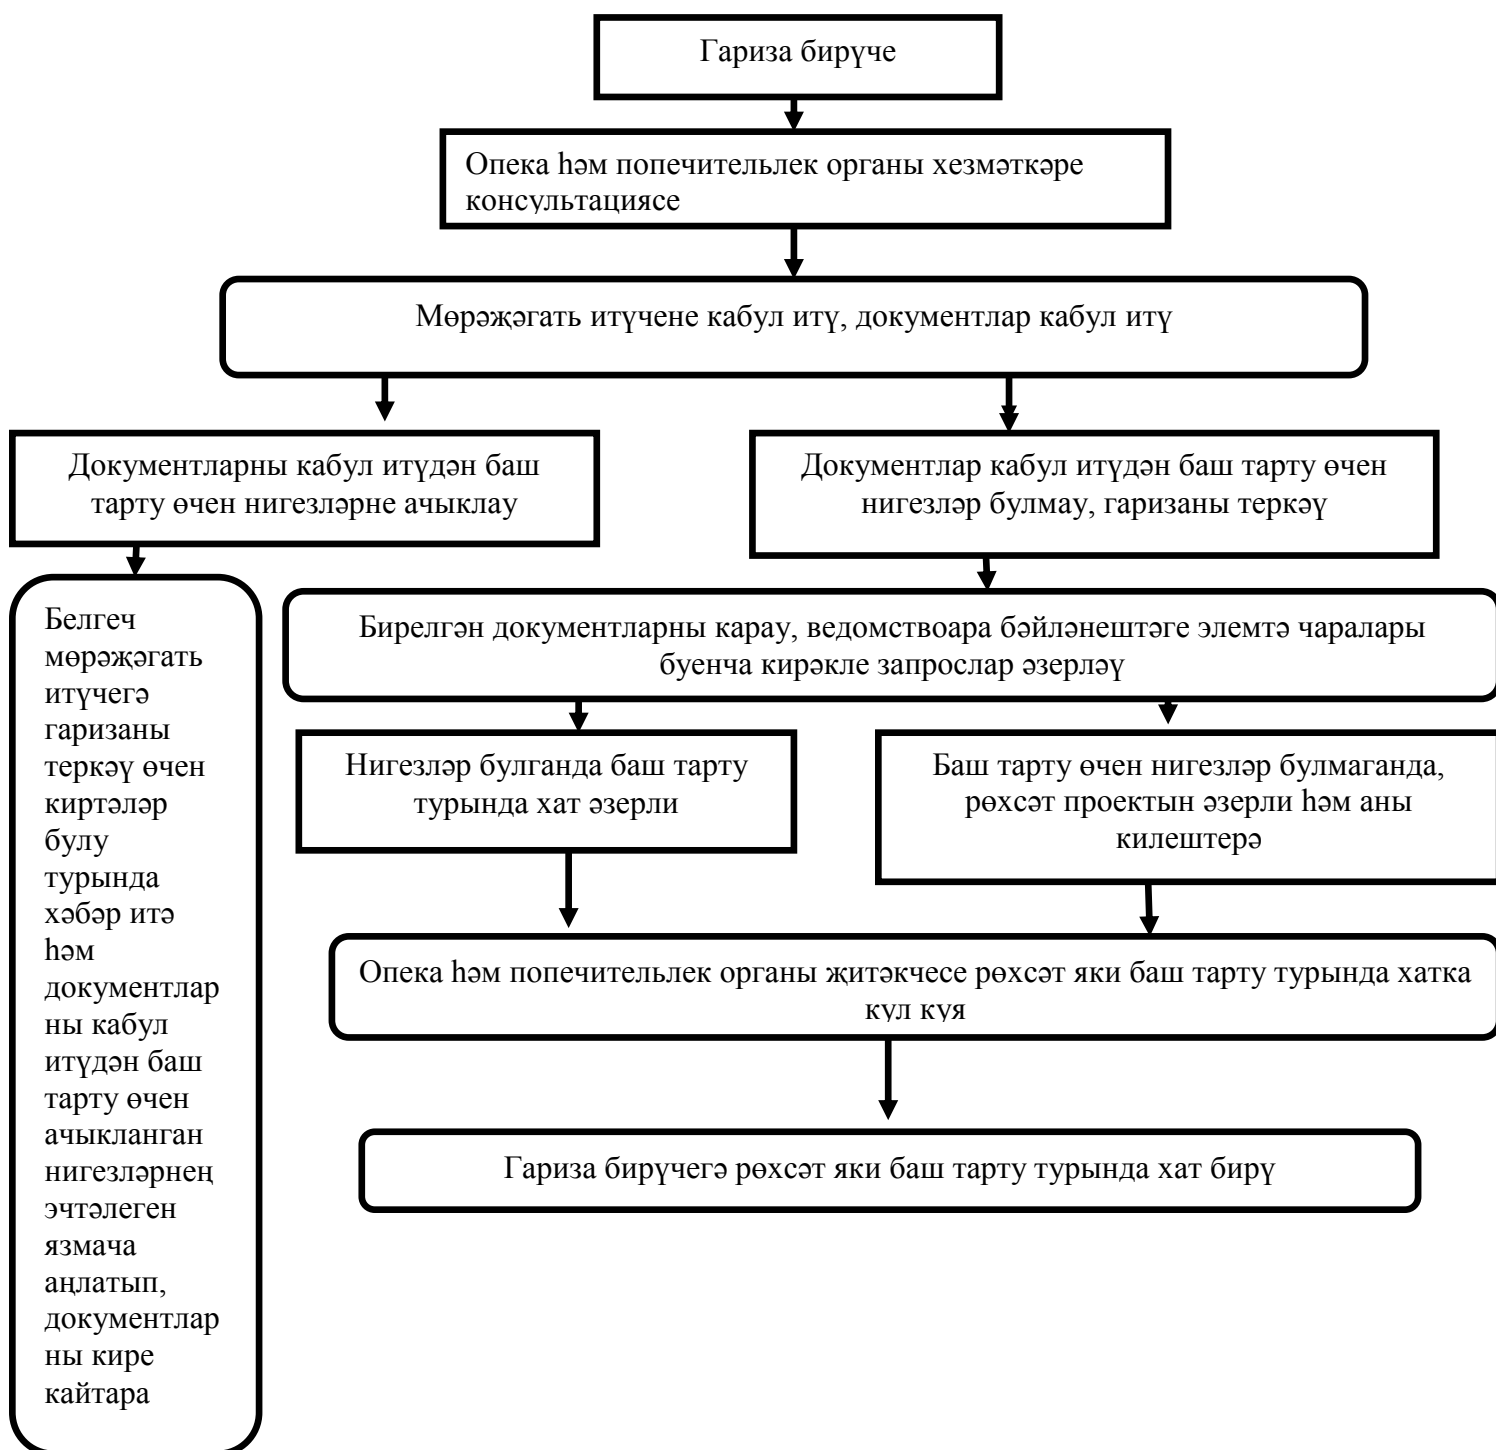 Гариза бирүче
Опека һәм попечительлек органы хезмәткәре
консультациясе
Мөрәҗәгать итүчене кабул итү, документлар кабул итү
Документларны кабул итүдән баш
тарту өчен нигезләрне ачыклау
Документлар кабул итүдән баш тарту өчен
нигезләр булмау, гаризаны теркәү
Белгеч
мөрәҗәгать
итүчегә
гаризаны
теркәү өчен
киртәләр
булу
турында
хәбәр итә
һәм
документлар
ны кабул
итүдән баш
тарту өчен
ачыкланган
нигезләрнең
эчтәлеген
язмача
аңлатып,
документлар
ны кире
кайтара
Бирелгән документларны карау, ведомствоара бәйләнештәге элемтә чаралары
буенча кирәкле запрослар әзерләү
Нигезләр булганда баш тарту
турында хат әзерли
Баш тарту өчен нигезләр булмаганда,
рөхсәт проектын әзерли һәм аны
килештерә
Опека һәм попечительлек органы җитәкчесе рөхсәт яки баш тарту турында хатка
кул куя
Гариза бирүчегә рөхсәт яки баш тарту турында хат бирү